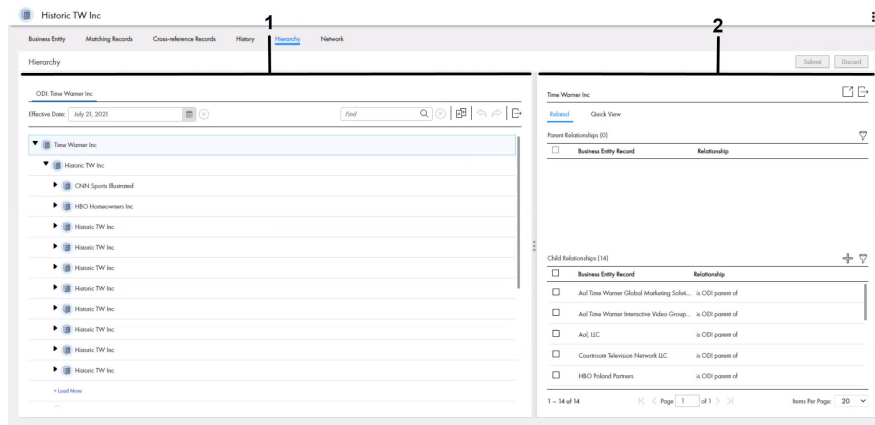 Historic TW Inc
1
2
Business Entity Matching Records Cross-reference Records History Hierarchy Network
Hierarchy
Submit Discard
ODI: Time Warner Inc
Effective Date: July 21, 2021
Find
Time Warner Inc
Historic TW Inc
CNN Sports Illustrated
HBO Homeowners Inc
Historic TW Inc
Historic TW Inc
Historic TW Inc
Historic TW Inc
Historic TW Inc
Historic TW Inc
Historic TW Inc
Historic TW Inc
+ Load More
Time Warner Inc
Related Quick View
Parent Relationships (0)
Business Entity Record Relationship
Child Relationships (14)
Business Entity Record Relationship
Aol Time Warner Global Marketing Soluti... is ODI parent of
Aol Time Warner Interactive Video Group... is ODI parent of
Aol, LLC is ODI parent of
Courtroom Television Network LLC is ODI parent of
HBO Poland Partners is ODI parent of
1 – 14 of 14 Page 1 of 1 Items Per Page: 20